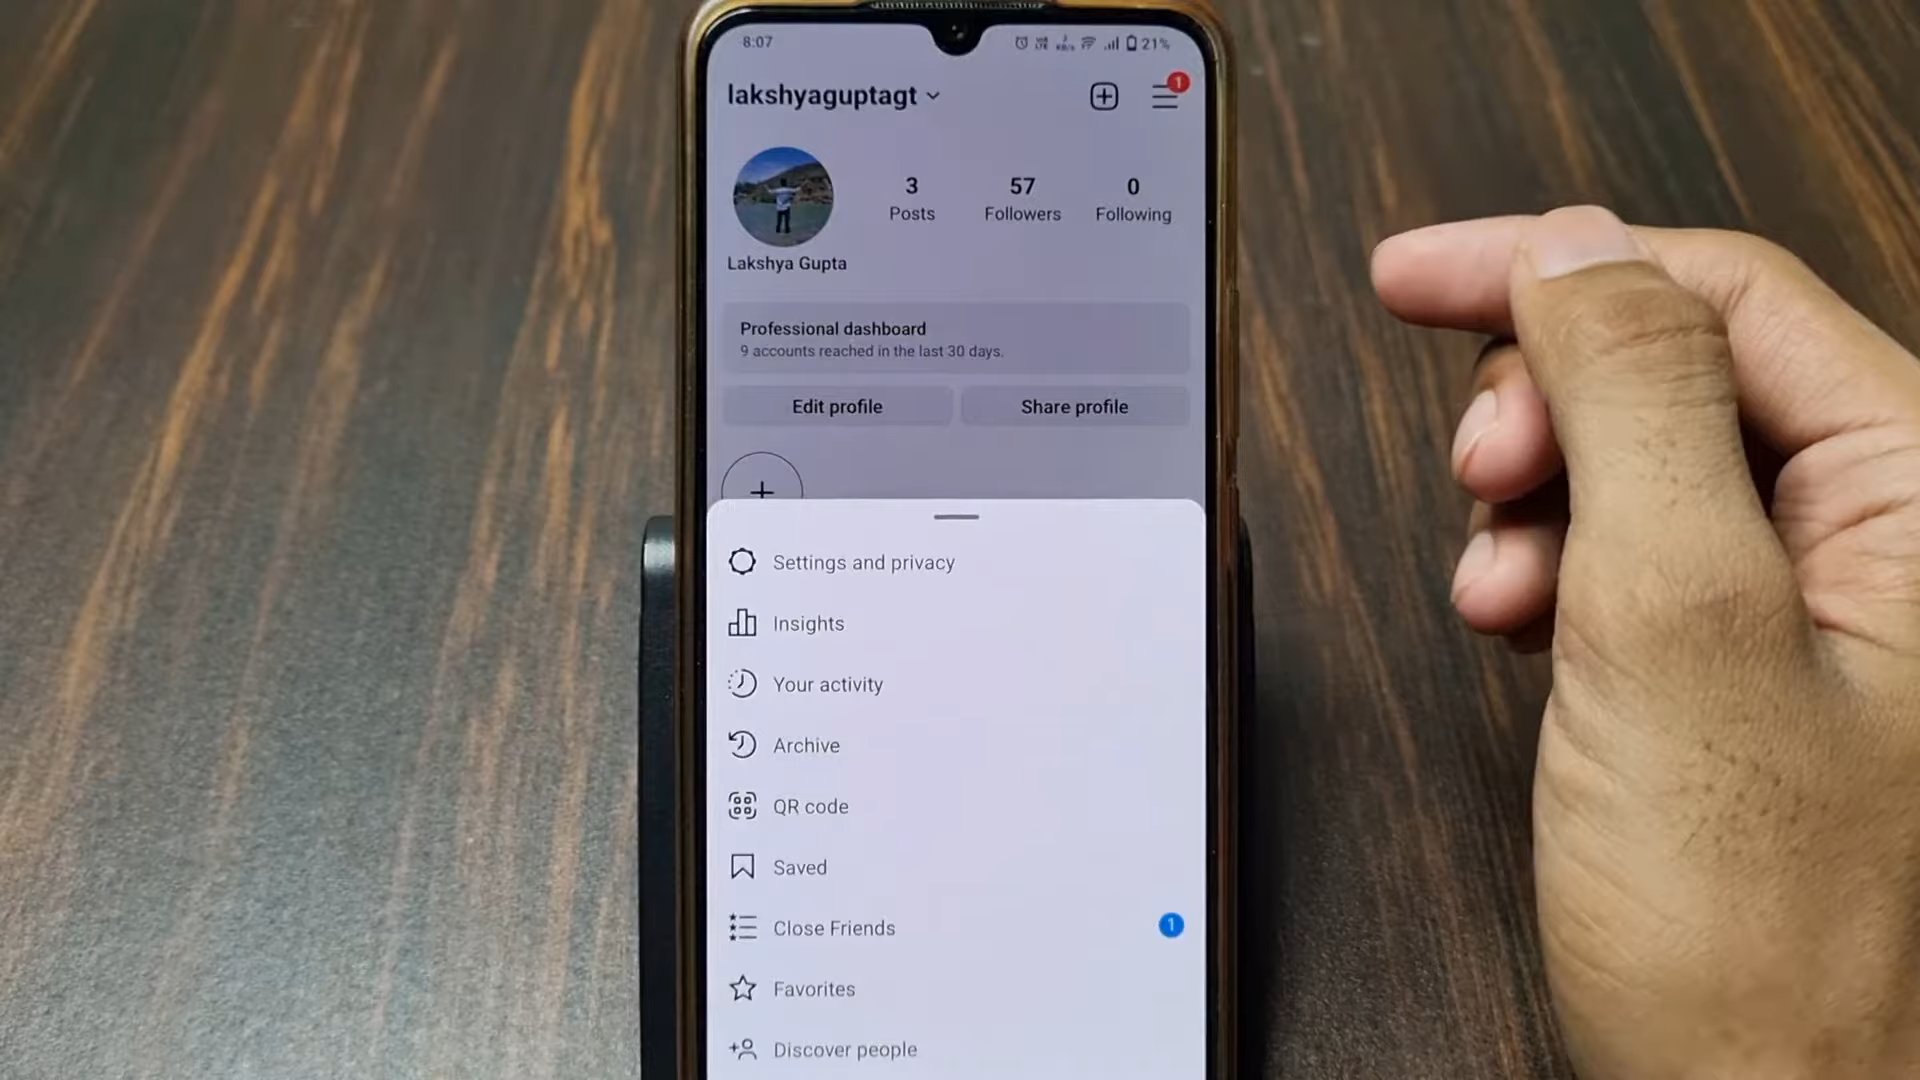 8:07
21%
lakshyaguptagt
1
3
57
0
Posts
Followers
Following
Lakshya Gupta
Professional dashboard
9 accounts reached in the last 30 days.
Edit profile
Share profile
Settings and privacy
Insights
Your activity
Archive
QR code
Saved
Close Friends
1
Favorites
Discover people